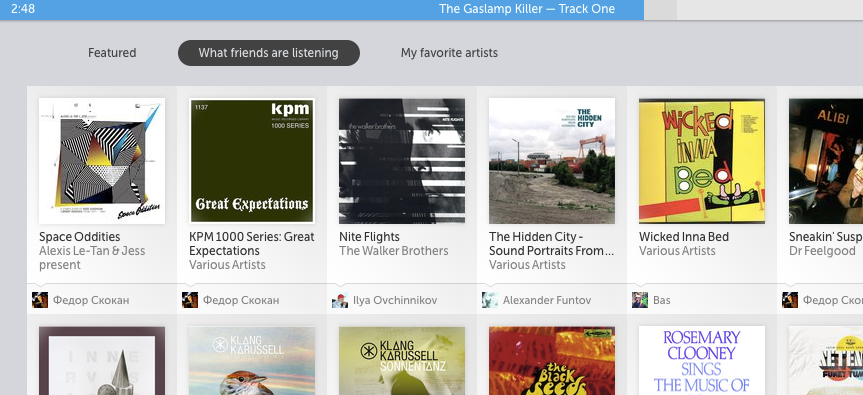 2:48
The Gaslamp Killer — Track One
Featured
What friends are listening
My favorite artists
1137
kpm
1000 SERIES
Great Expectations
Space Oddities
the walker brothers
NITE FLIGHTS
THE
HIDDEN
CITY
Wicked
Inna
Bed
ALIBI
Space Oddities
Alexis Le-Tan & Jess
present
KPM 1000 Series: Great
Expectations
Various Artists
Nite Flights
The Walker Brothers
The Hidden City -
Sound Portraits From...
Various Artists
Wicked Inna Bed
Various Artists
Sneakin' Susp
Dr Feelgood
Федор Скокан
Федор Скокан
Ilya Ovchinnikov
Alexander Funtov
Bas
Федор Ско
INNE
RV S
KLANG
KARUSSELL
KLANG
KARUSSELL
SONNENTANZ
the
Black
Seeds
ROSEMARY
CLOONEY
SINGS
THE MUSIC OF